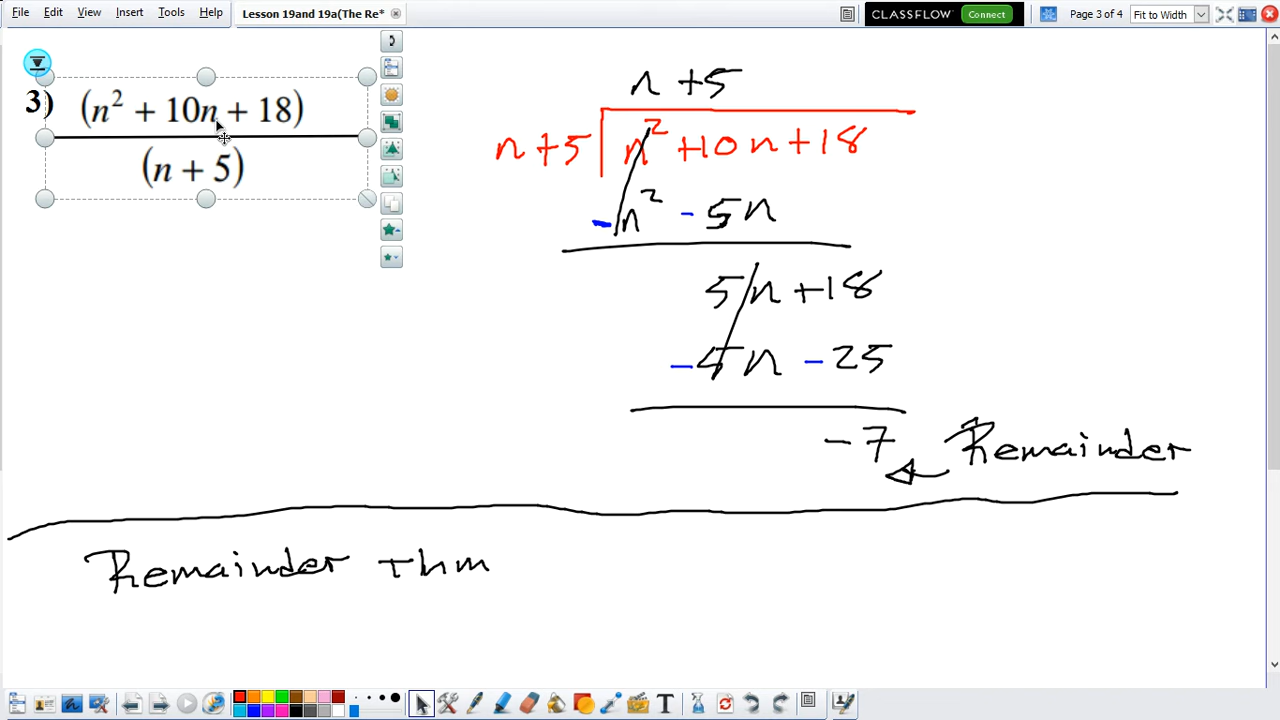 File Edit View Insert Tools Help
Lesson 19and 19a(The Re*
CLASSFLOW Connect
Page 3 of 4
Fit to Width
3) (n² + 10n + 18)
(n + 5)
n + 5
n + 5 n² + 10n + 18
- n² - 5n
5n + 18
- 5n - 25
- 7 Remainder
Remainder Thm